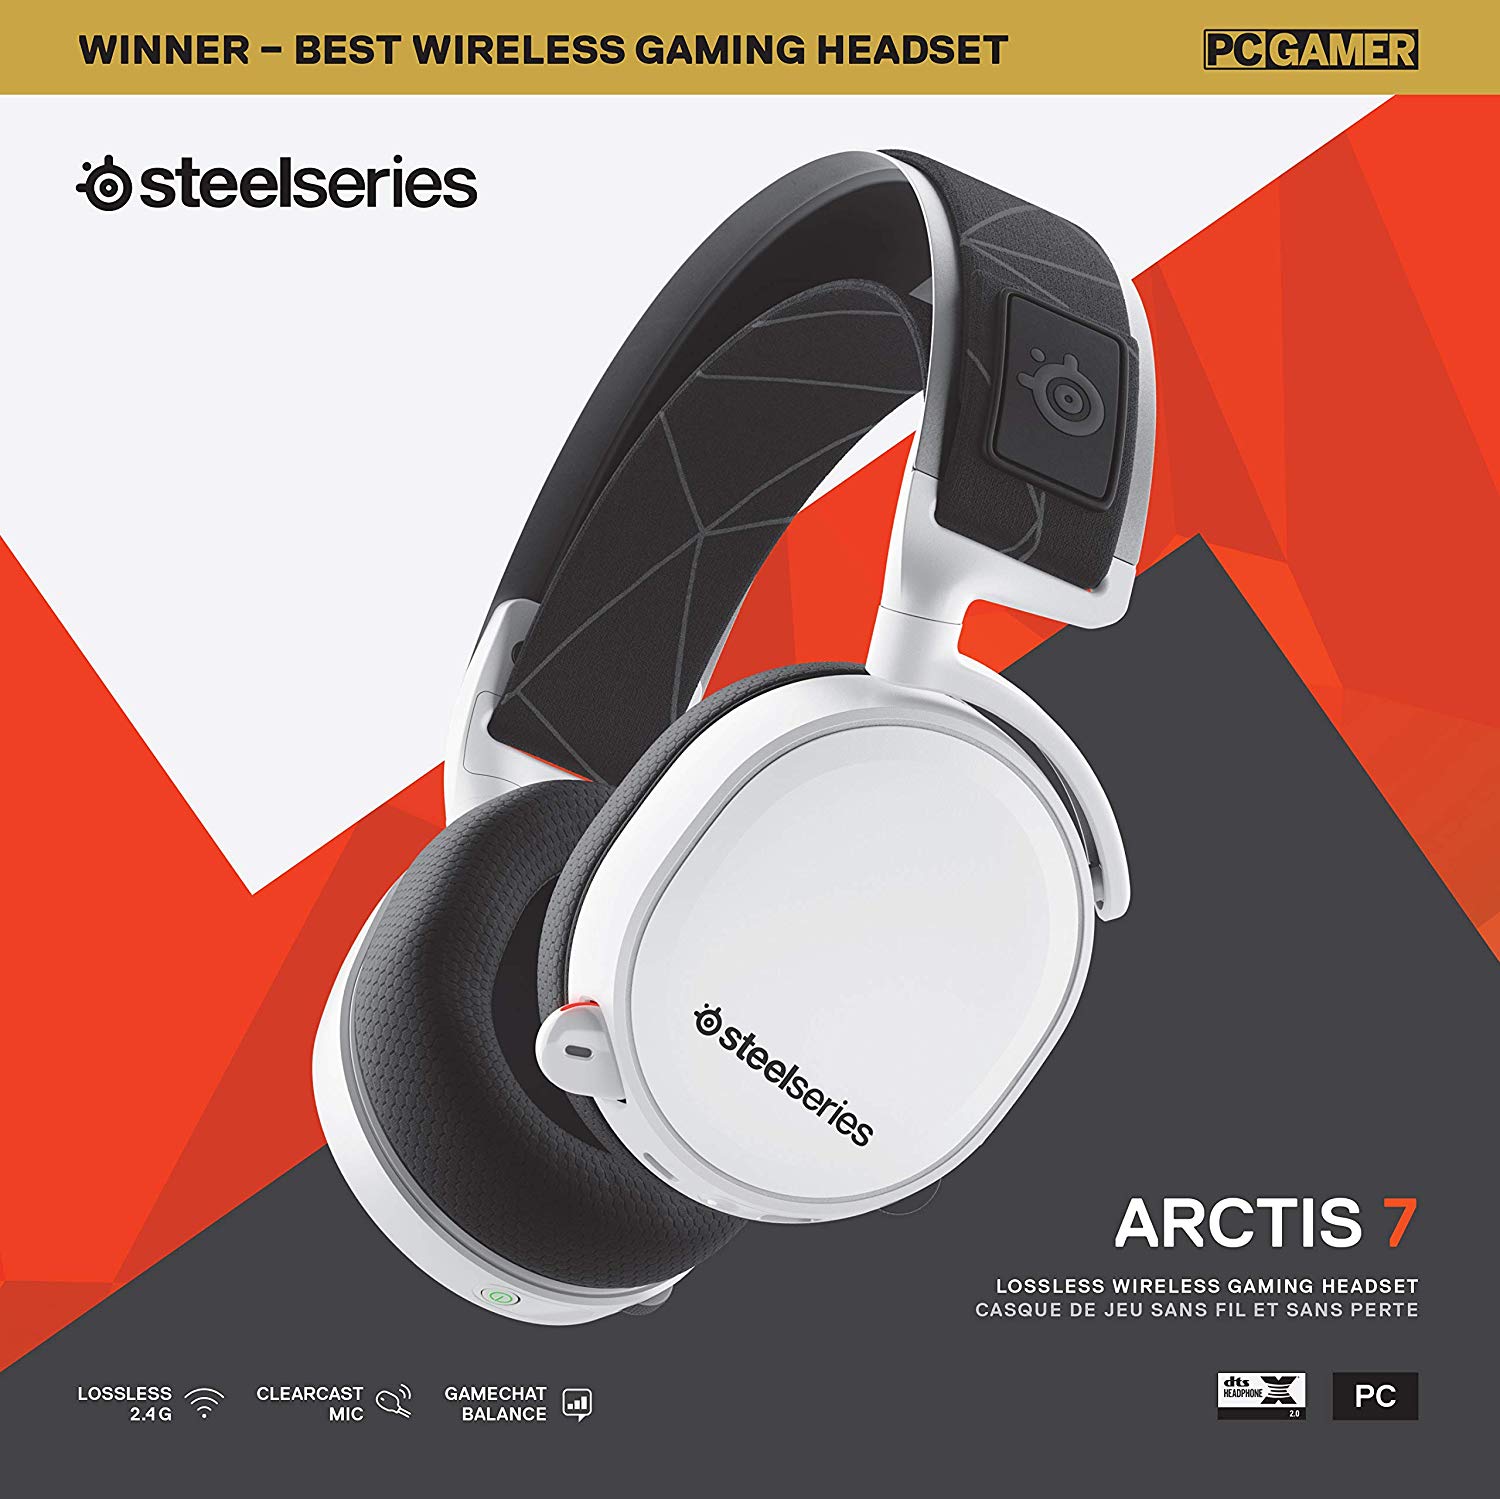 WINNER – BEST WIRELESS GAMING HEADSET
PCGAMER
steelseries
steelseries
ARCTIS 7
LOSSLESS WIRELESS GAMING HEADSET
CASQUE DE JEU SANS FIL ET SANS PERTE
LOSSLESS
2.4 G
CLEARCAST
MIC
GAMECHAT
BALANCE
dts
HEADPHONE X
2.0
PC